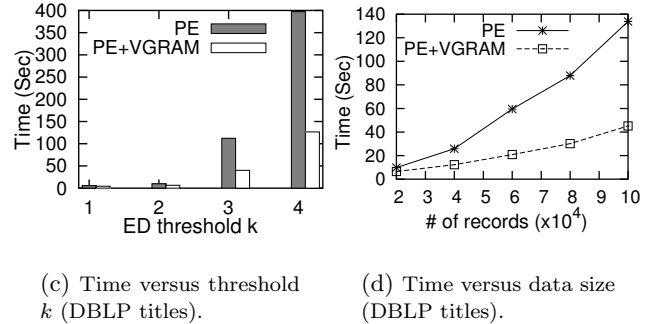 400
350
300
250
200
150
100
50
0
Time (Sec)
PE
PE+VGRAM
1 2 3 4
ED threshold k
140
120
100
80
60
40
20
0
Time (Sec)
PE
PE+VGRAM
2 3 4 5 6 7 8 9 10
# of records (x10^4)
(c) Time versus threshold
k (DBLP titles).
(d) Time versus data size
(DBLP titles).